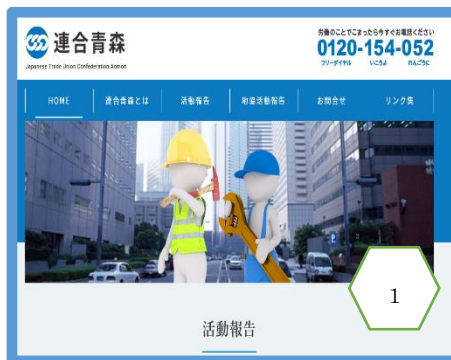 連合青森
Japanese Trade Union Confederation Aomori
労働のことでこまったら今すぐお電話ください
0120-154-052
フリーダイヤル いこうよ れんごうに
HOME 連合青森とは 活動報告 地協活動報告 お問合せ リンク集
1
活動報告